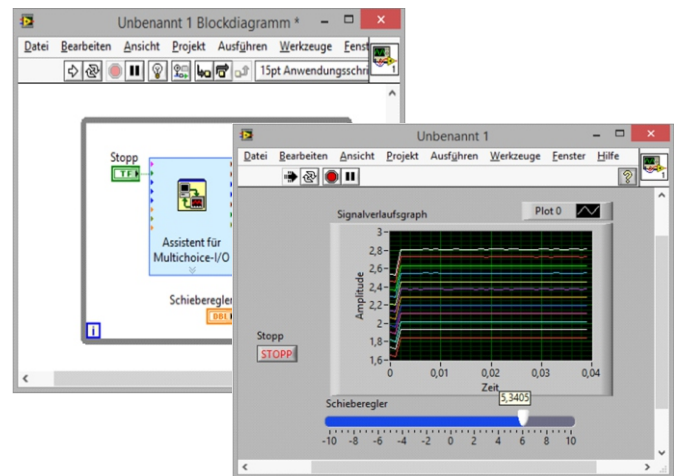 Unbenannt 1 Blockdiagramm *
Datei Bearbeiten Ansicht Projekt Ausführen Werkzeuge Fenst
15pt Anwendungsschri
1
Stopp
TF
Assistent für
Multichoice-I/O
Schieberegler
DBL
i
Unbenannt 1
Datei Bearbeiten Ansicht Projekt Ausführen Werkzeuge Fenster Hilfe
1
Signalverlaufsgraph
Plot 0
Amplitude
3
2,8
2,6
2,4
2,2
2
1,8
1,6
0 0,01 0,02 0,03 0,04
Zeit
Stopp
STOPP
5,3405
Schieberegler
-10 -8 -6 -4 -2 0 2 4 6 8 10